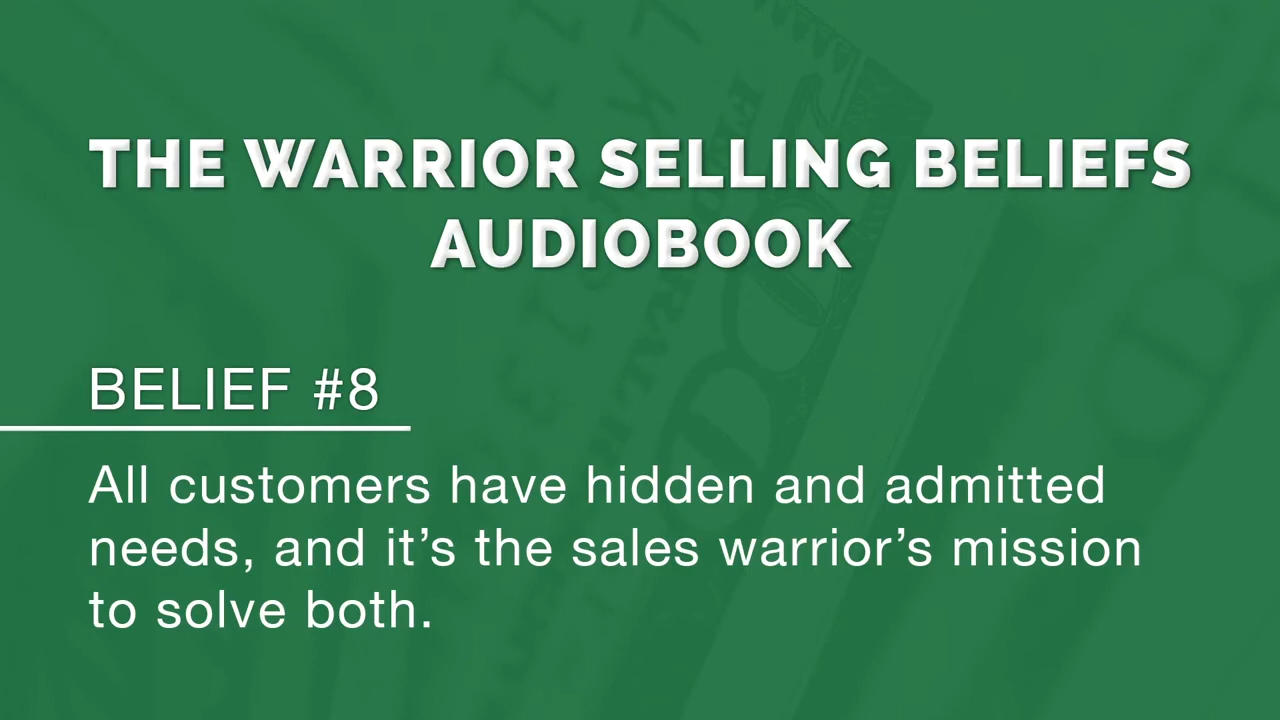 THE WARRIOR SELLING BELIEFS
AUDIOBOOK
BELIEF #8
All customers have hidden and admitted
needs, and it’s the sales warrior’s mission
to solve both.